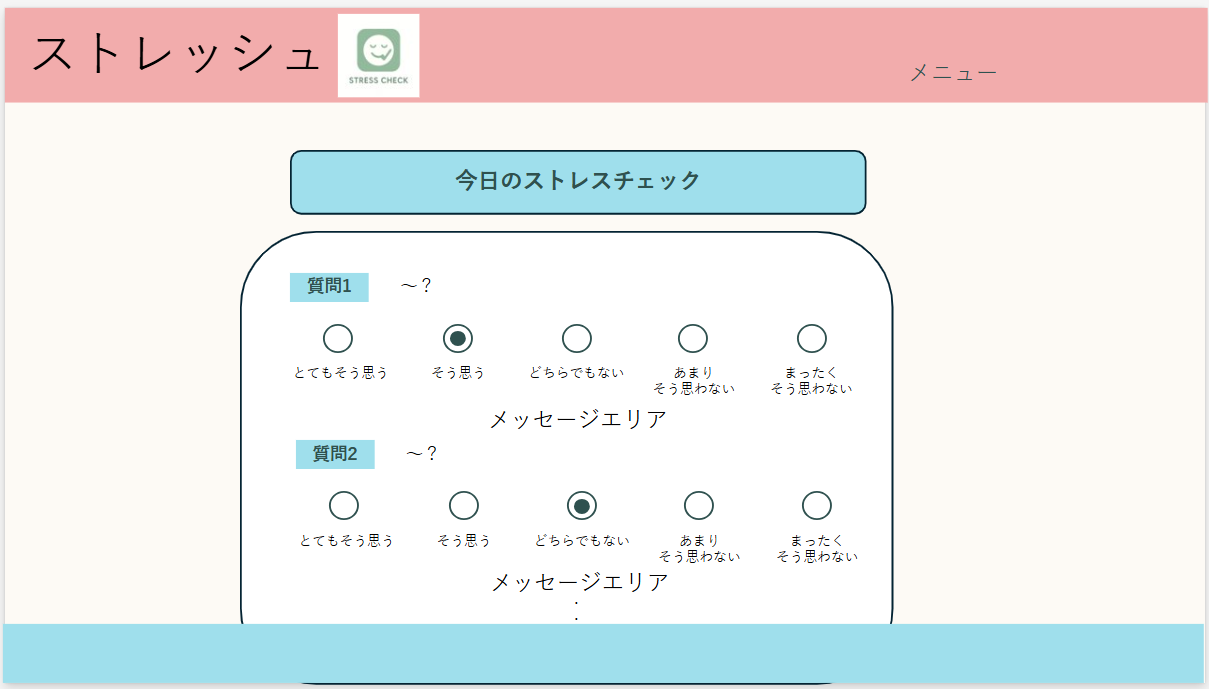 ストレッシュ
STRESS CHECK
メニュー
今日のストレスチェック
質問1 ～？
とてもそう思う そう思う どちらでもない あまり まったく
そう思わない そう思わない
メッセージエリア
質問2 ～？
とてもそう思う そう思う どちらでもない あまり まったく
そう思わない そう思わない
メッセージエリア
・
・